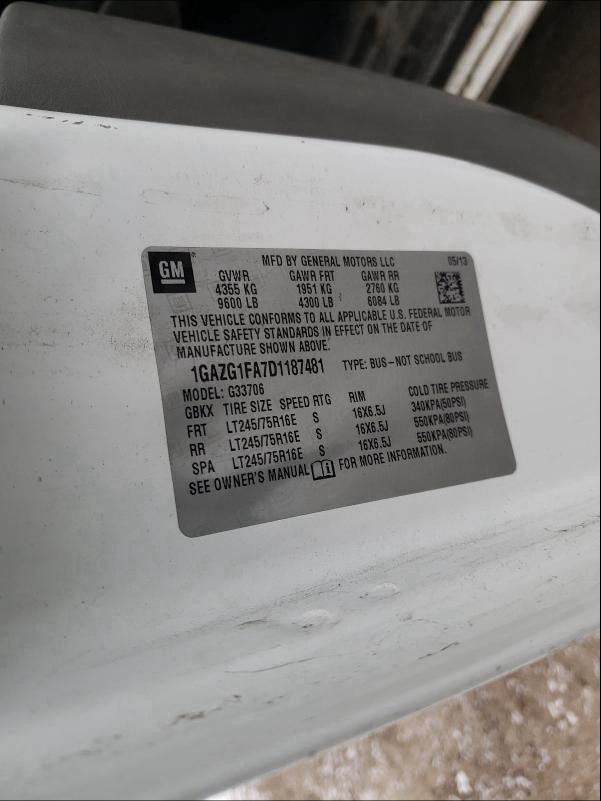 GM
MFD BY GENERAL MOTORS LLC 05/13
GVWR GAWR FRT GAWR RR
4355 KG 1951 KG 2760 KG
9600 LB 4300 LB 6084 LB
THIS VEHICLE CONFORMS TO ALL APPLICABLE U.S. FEDERAL MOTOR
VEHICLE SAFETY STANDARDS IN EFFECT ON THE DATE OF
MANUFACTURE SHOWN ABOVE.
1GAZG1FA7D1187481 TYPE: BUS-NOT SCHOOL BUS
MODEL: G33706
GBKX TIRE SIZE SPEED RTG RIM COLD TIRE PRESSURE
FRT LT245/75R16E S 16X6.5J 340KPA(50PSI)
RR LT245/75R16E S 16X6.5J 550KPA(80PSI)
SPA LT245/75R16E S 16X6.5J 550KPA(80PSI)
SEE OWNER'S MANUAL FOR MORE INFORMATION.